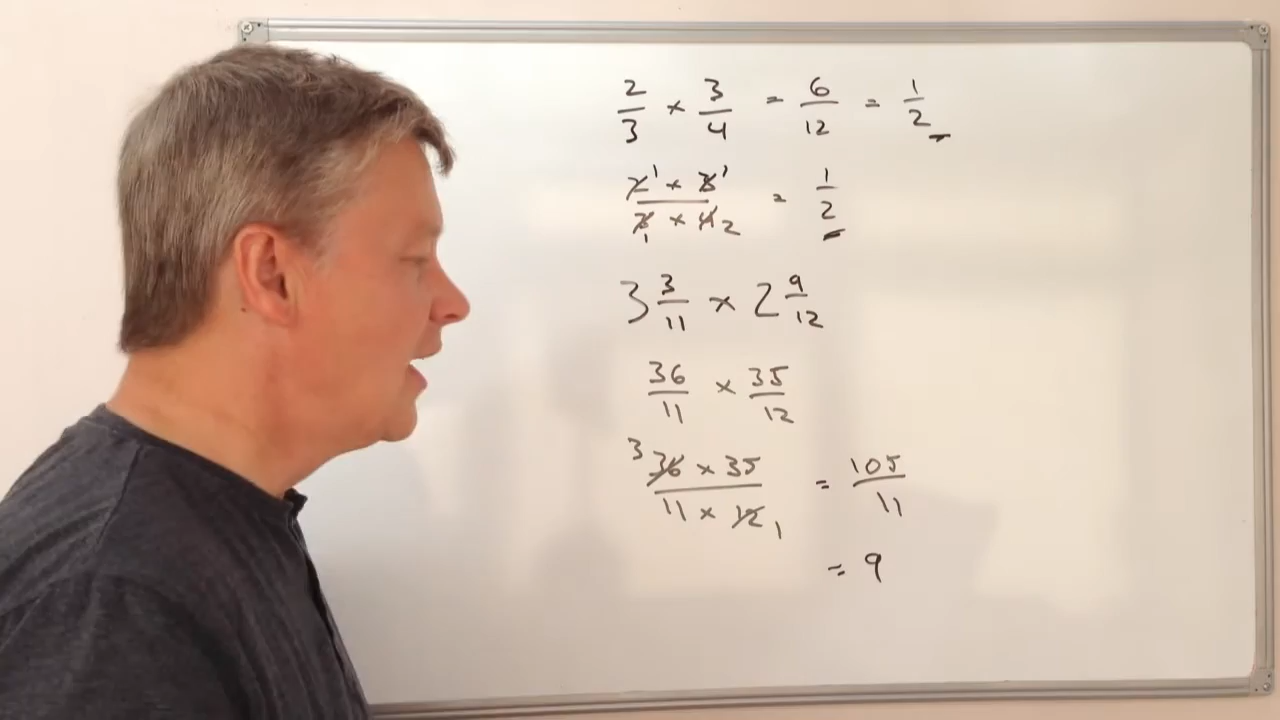 2/3 × 3/4 = 6/12 = 1/2
2¹ × 3¹ / 3₁ × 4₂ = 1/2
3 3/11 × 2 9/12
36/11 × 35/12
³36 × 35 / 11 × 12₁ = 105/11
= 9